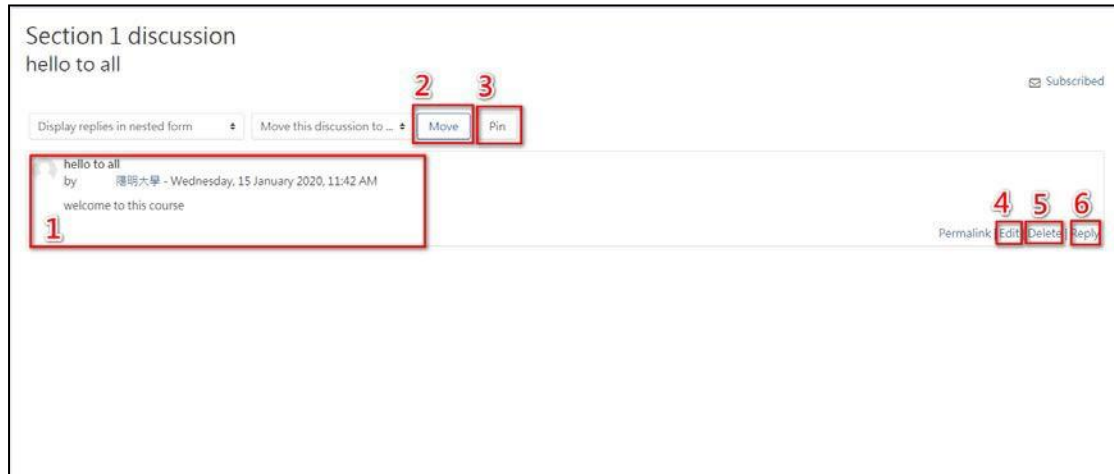 Section 1 discussion
hello to all
Subscribed
2 3
Display replies in nested form Move this discussion to ... Move Pin
hello to all
by 陽明大學 - Wednesday, 15 January 2020, 11:42 AM
welcome to this course
1
4 5 6
Permalink | Edit | Delete | Reply